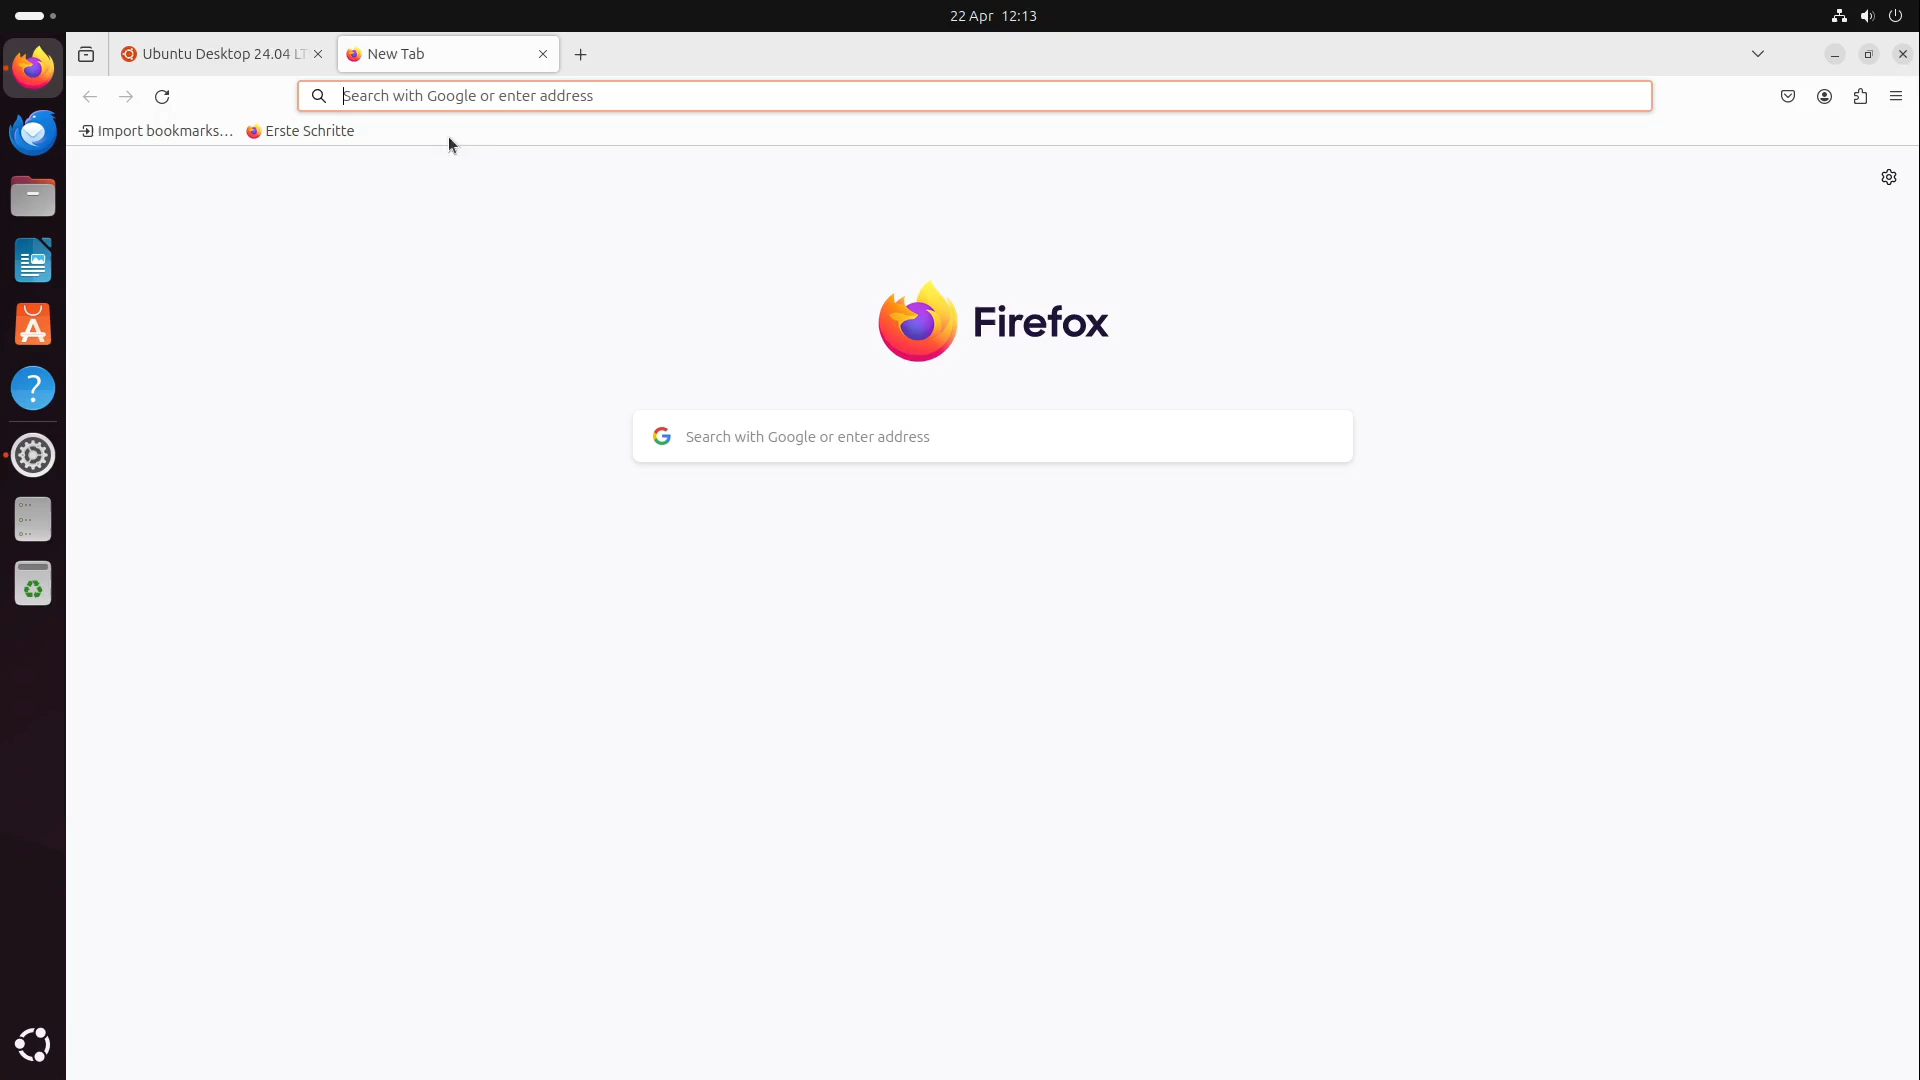 22 Apr 12:13
Ubuntu Desktop 24.04 LT
New Tab
Search with Google or enter address
Import bookmarks...
Erste Schritte
Firefox
Search with Google or enter address